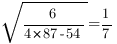 √(6/(4*87-54)) = 1/7